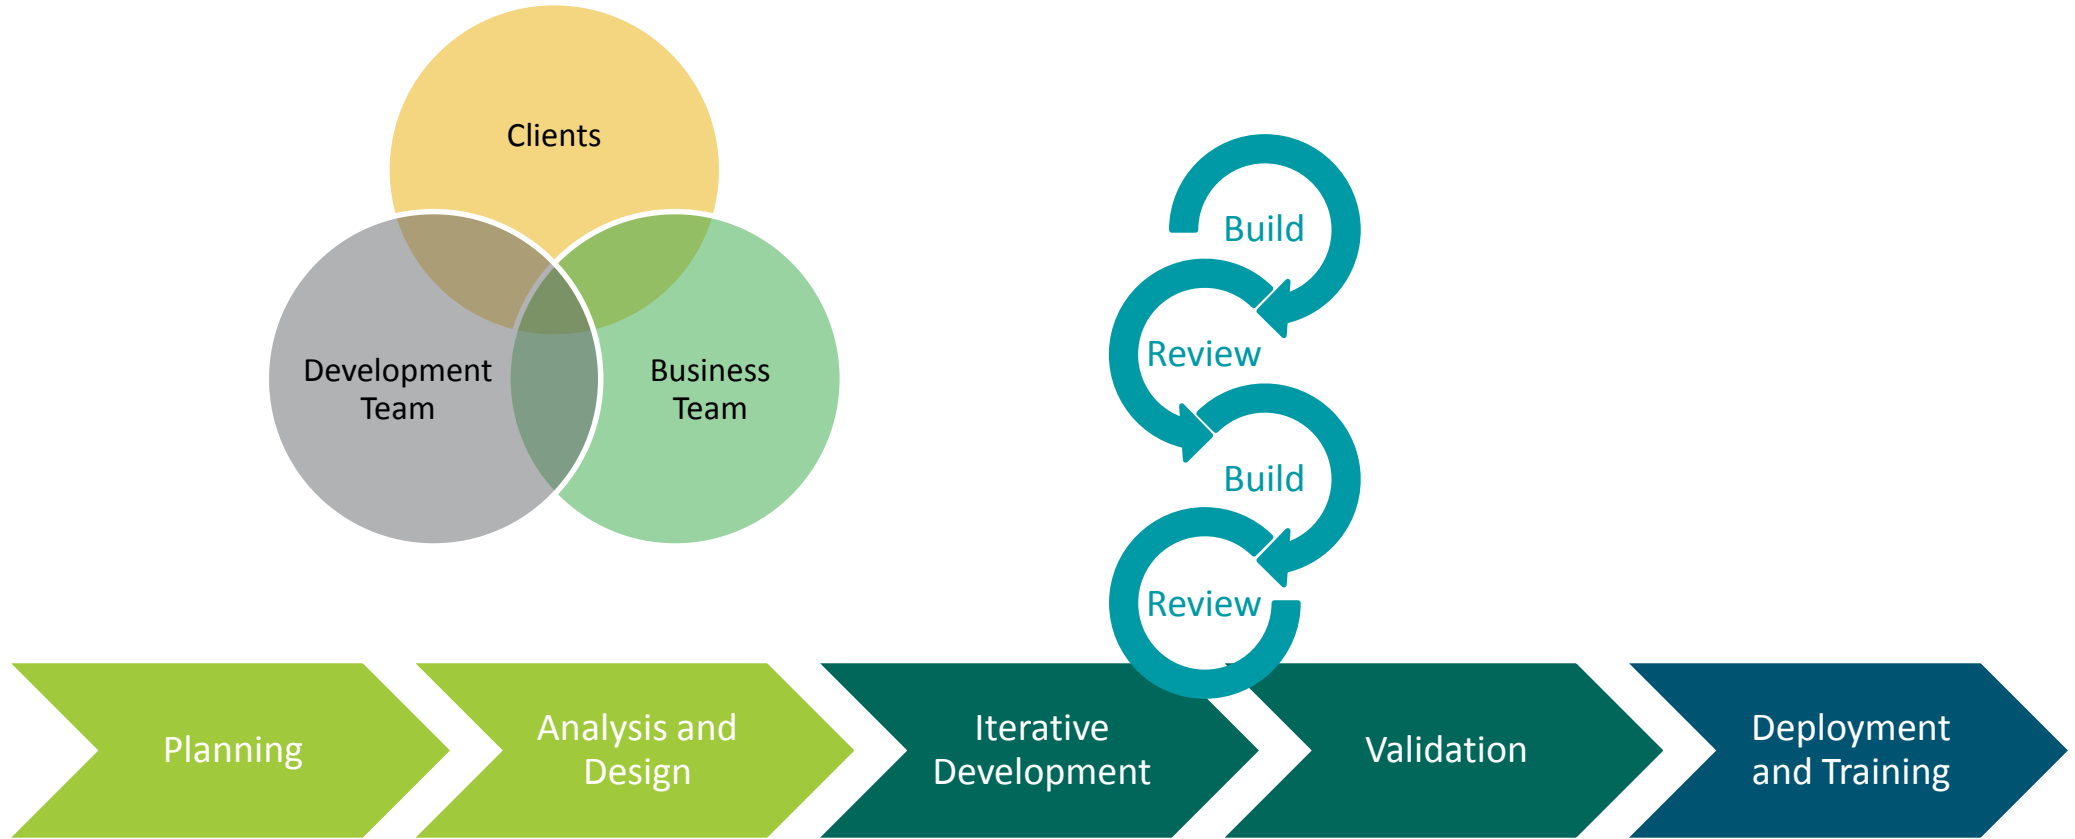 Clients
Development
Team
Business
Team
Build
Review
Build
Review
Planning
Analysis and
Design
Iterative
Development
Validation
Deployment
and Training